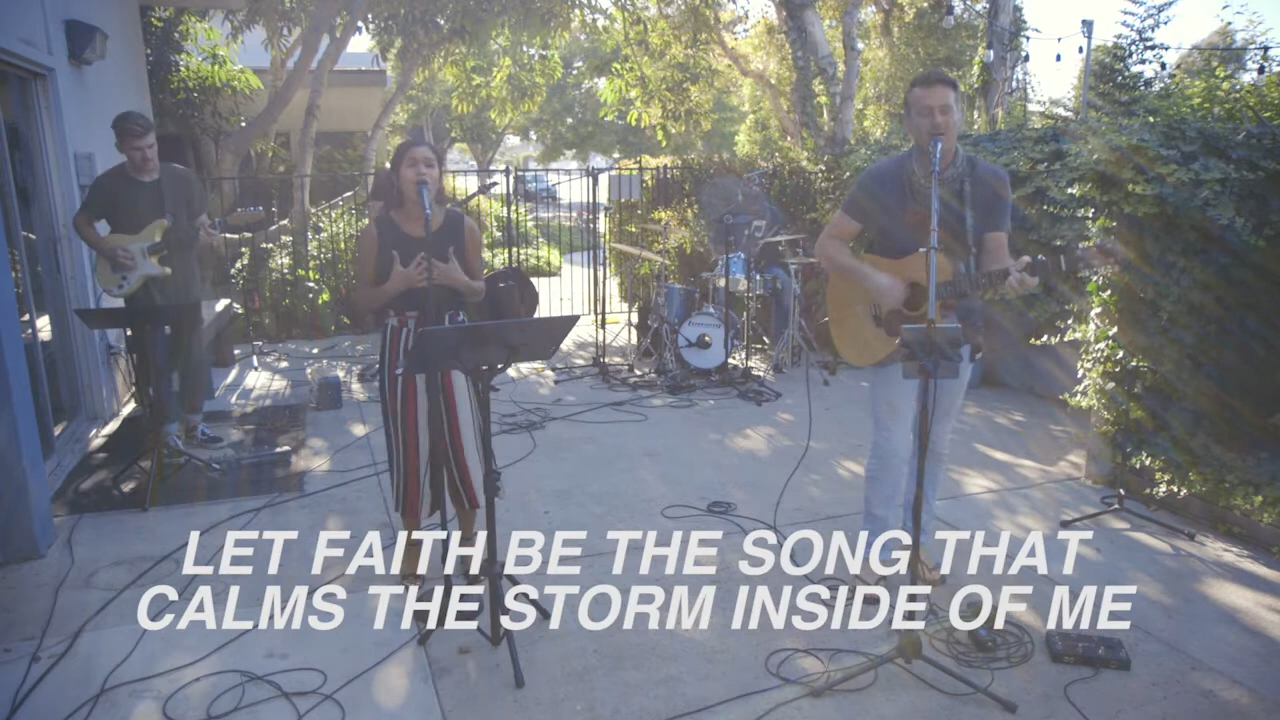 LET FAITH BE THE SONG THAT
CALMS THE STORM INSIDE OF ME